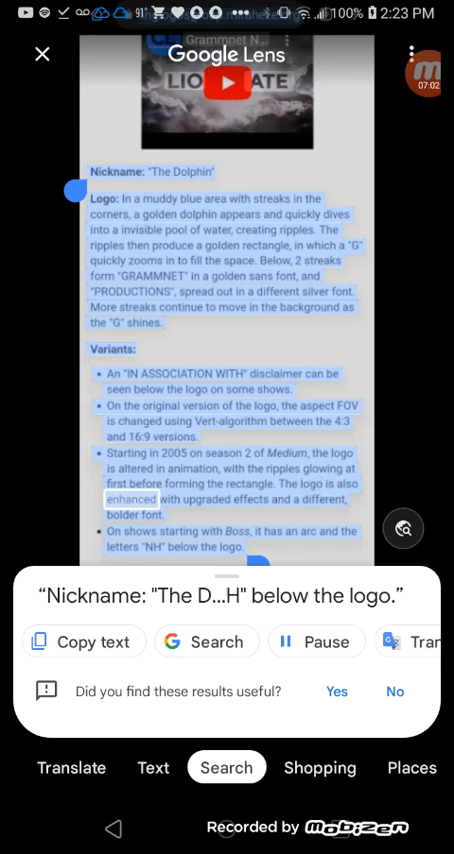 91° ••• 100% 2:23 PM
Grammnet N...
Google Lens
LIO ATE
07:02
Nickname: "The Dolphin"
Logo: In a muddy blue area with streaks in the
corners, a golden dolphin appears and quickly dives
into a invisible pool of water, creating ripples. The
ripples then produce a golden rectangle, in which a "G"
quickly zooms in to fill the space. Below, 2 streaks
form "GRAMMNET" in a golden sans font, and
"PRODUCTIONS", spread out in a different silver font.
More streaks continue to move in the background as
the "G" shines.
Variants:
• An "IN ASSOCIATION WITH" disclaimer can be
seen below the logo on some shows.
• On the original version of the logo, the aspect FOV
is changed using Vert-algorithm between the 4:3
and 16:9 versions.
• Starting in 2005 on season 2 of Medium, the logo
is altered in animation, with the ripples glowing at
first before forming the rectangle. The logo is also
enhanced with upgraded effects and a different,
bolder font.
• On shows starting with Boss, it has an arc and the
letters "NH" below the logo.
“Nickname: "The D...H" below the logo.”
Copy text Search Pause Tran
Did you find these results useful? Yes No
Translate Text Search Shopping Places
Recorded by mobizen